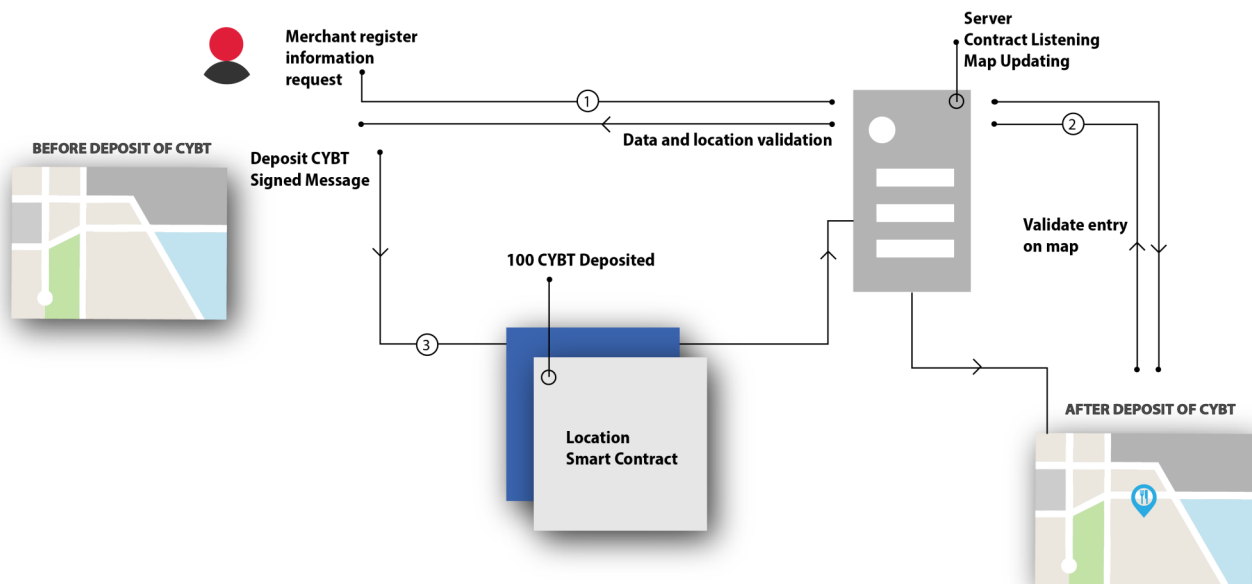 Merchant register
information
request
Server
Contract Listening
Map Updating
1
2
Data and location validation
BEFORE DEPOSIT OF CYBT
Deposit CYBT
Signed Message
Validate entry
on map
100 CYBT Deposited
3
AFTER DEPOSIT OF CYBT
Location
Smart Contract